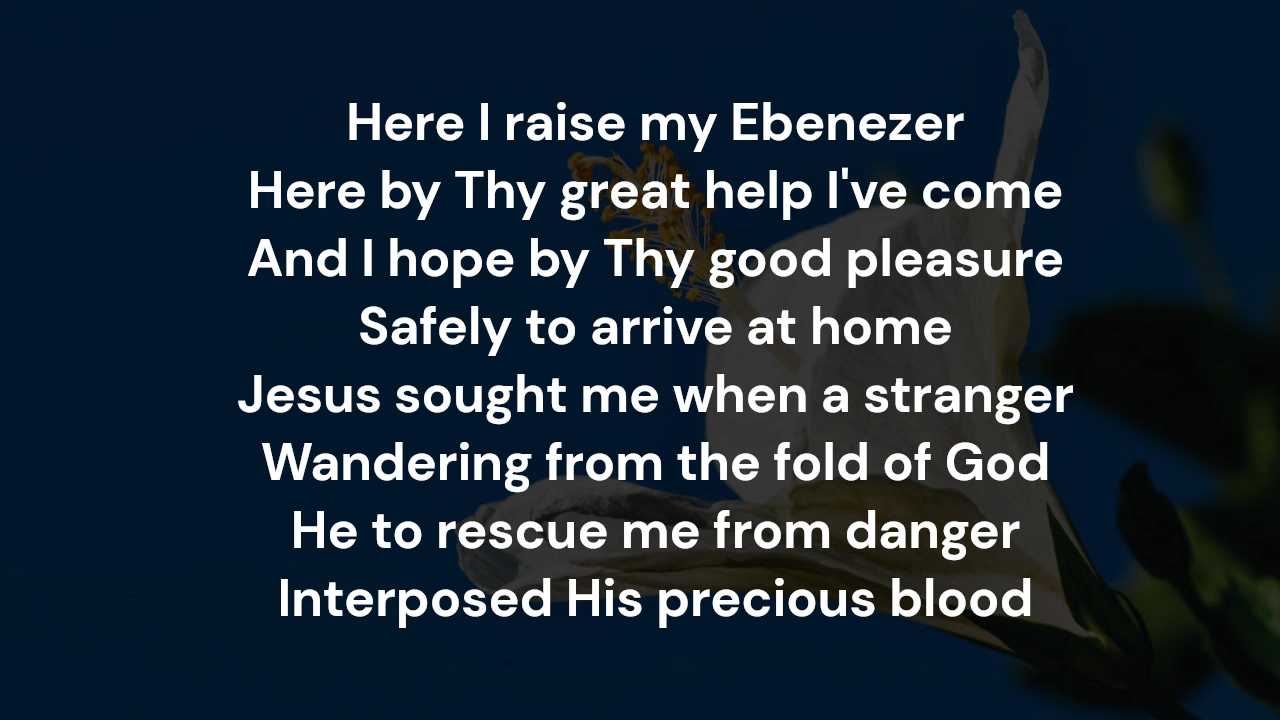 Here I raise my Ebenezer
Here by Thy great help I've come
And I hope by Thy good pleasure
Safely to arrive at home
Jesus sought me when a stranger
Wandering from the fold of God
He to rescue me from danger
Interposed His precious blood